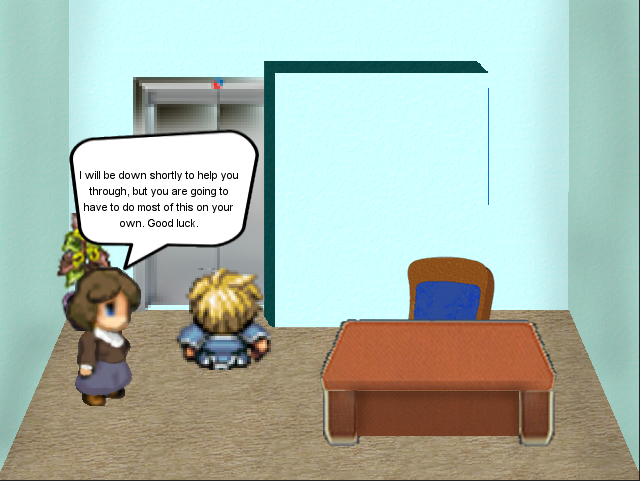 I will be down shortly to help you
through, but you are going to
have to do most of this on your
own. Good luck.